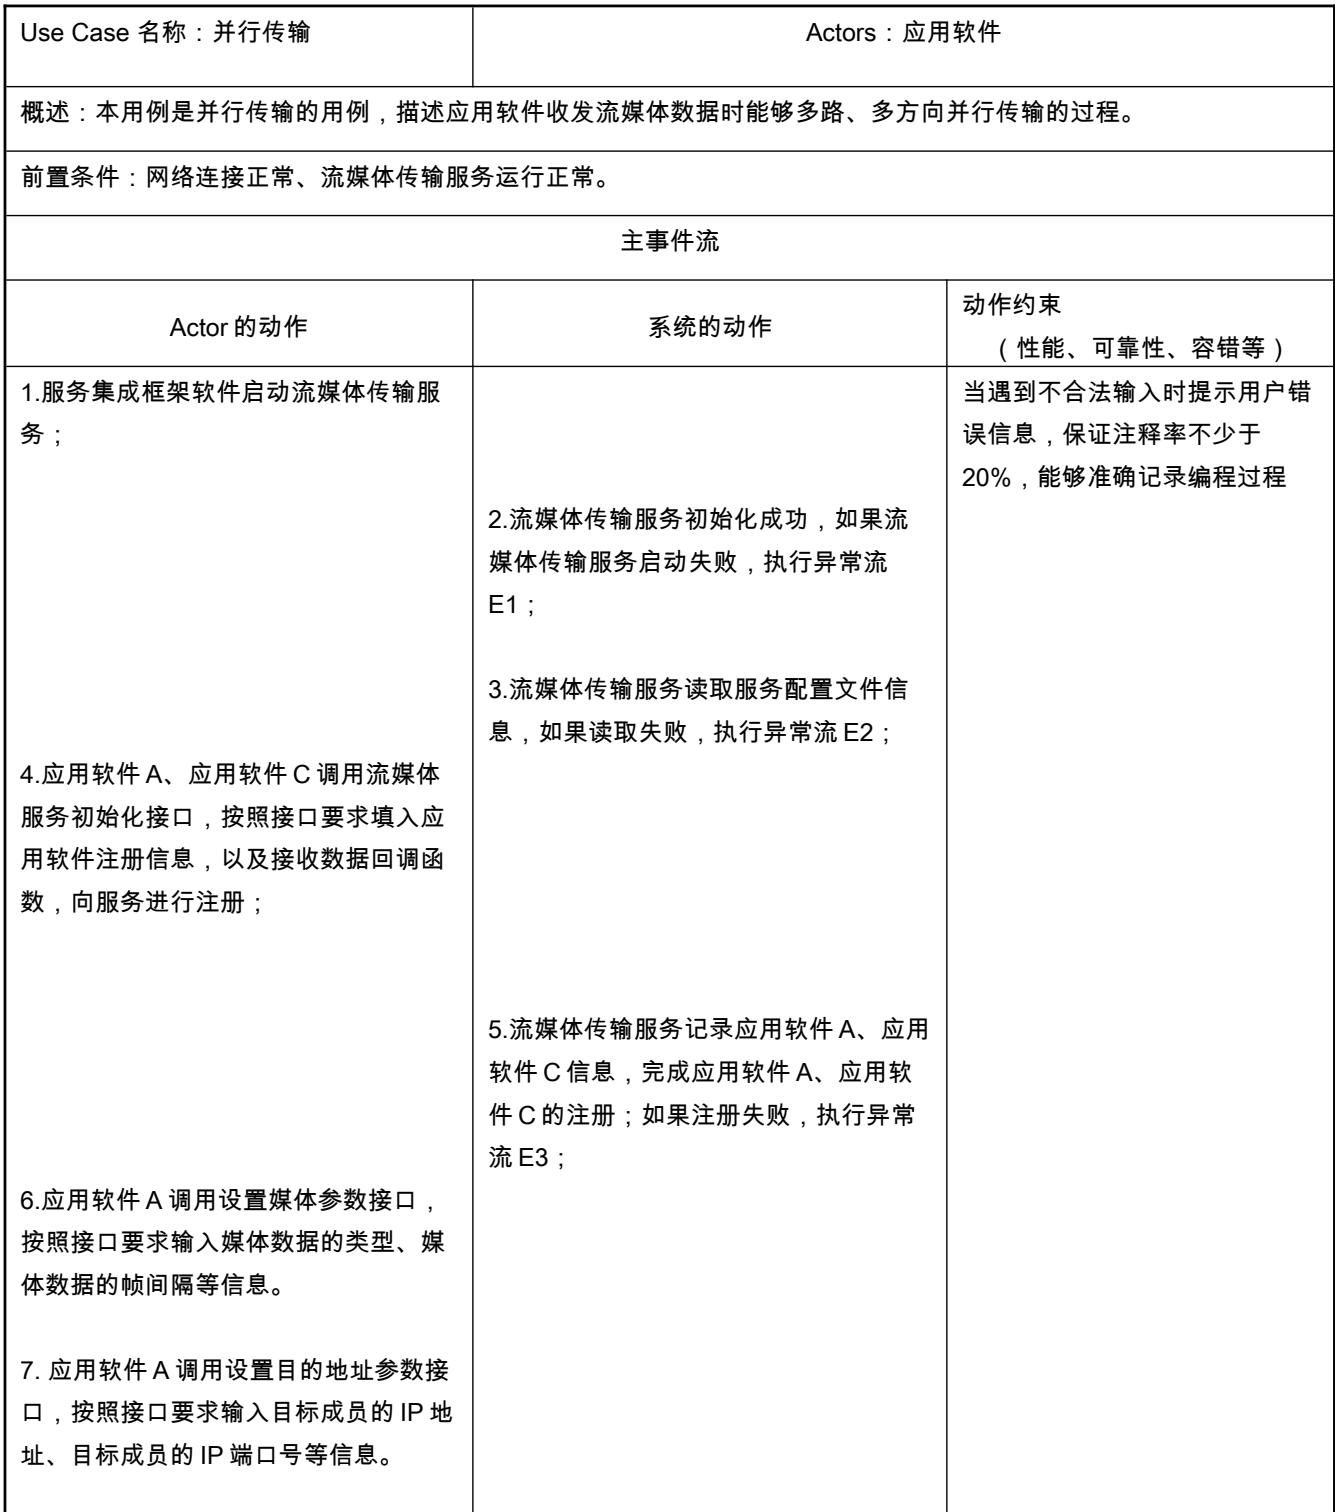 Use Case 名称：并行传输
Actors：应用软件
概述：本用例是并行传输的用例，描述应用软件收发流媒体数据时能够多路、多方向并行传输的过程。
前置条件：网络连接正常、流媒体传输服务运行正常。
主事件流
Actor 的动作
系统的动作
动作约束
（性能、可靠性、容错等）
1.服务集成框架软件启动流媒体传输服
务；
当遇到不合法输入时提示用户错
误信息，保证注释率不少于
20%，能够准确记录编程过程
2.流媒体传输服务初始化成功，如果流
媒体传输服务启动失败，执行异常流
E1；
3.流媒体传输服务读取服务配置文件信
息，如果读取失败，执行异常流 E2；
4.应用软件 A、应用软件 C 调用流媒体
服务初始化接口，按照接口要求填入应
用软件注册信息，以及接收数据回调函
数，向服务进行注册；
5.流媒体传输服务记录应用软件 A、应用
软件 C 信息，完成应用软件 A、应用软
件 C 的注册；如果注册失败，执行异常
流 E3；
6.应用软件 A 调用设置媒体参数接口，
按照接口要求输入媒体数据的类型、媒
体数据的帧间隔等信息。
7. 应用软件 A 调用设置目的地址参数接
口，按照接口要求输入目标成员的 IP 地
址、目标成员的 IP 端口号等信息。